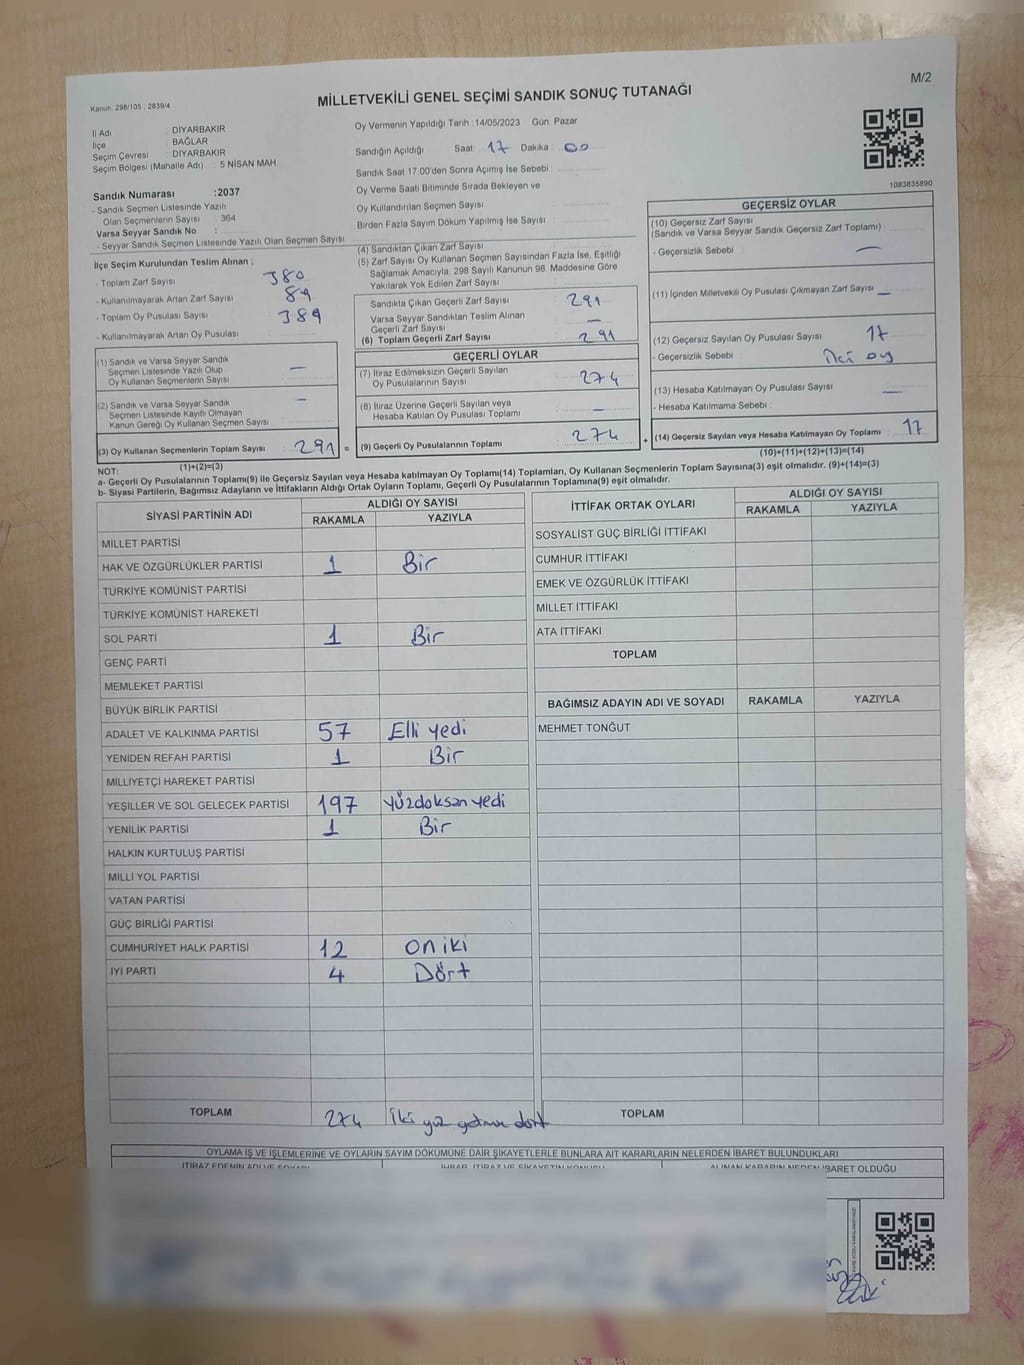 M/2
Kanun: 298/105 ; 2839/4
MİLLETVEKİLİ GENEL SEÇİMİ SANDIK SONUÇ TUTANAĞI
İl Adı : DİYARBAKIR
İlçe : BAĞLAR
Seçim Çevresi : DİYARBAKIR
Seçim Bölgesi (Mahalle Adı) : 5 NİSAN MAH.
Sandık Numarası :2037
- Sandık Seçmen Listesinde Yazılı
Olan Seçmenlerin Sayısı : 364
Varsa Seyyar Sandık No :
- Seyyar Sandık Seçmen Listesinde Yazılı Olan Seçmen Sayısı
İlçe Seçim Kurulundan Teslim Alınan ;
- Toplam Zarf Sayısı 380
- Kullanılmayarak Artan Zarf Sayısı 89
- Toplam Oy Pusulası Sayısı 389
- Kullanılmayarak Artan Oy Pusulası
(1) Sandık ve Varsa Seyyar Sandık
Seçmen Listesinde Yazılı Olup
Oy Kullanan Seçmenlerin Sayısı —
(2) Sandık ve Varsa Seyyar Sandık
Seçmen Listesinde Kayıtlı Olmayan
Kanun Gereği Oy Kullanan Seçmen Sayısı —
(3) Oy Kullanan Seçmenlerin Toplam Sayısı 291 =
(1)+(2)=(3)
Oy Vermenin Yapıldığı Tarih : 14/05/2023 Gün: Pazar
Sandığın Açıldığı Saat 17 Dakika 00
Sandık Saat 17:00'den Sonra Açımış İse Sebebi :
Oy Verme Saati Bitiminde Sırada Bekleyen ve
Oy Kullandırılan Seçmen Sayısı :
Birden Fazla Sayım Döküm Yapılmış İse Sayısı :
(4) Sandıktan Çıkan Zarf Sayısı
(5) Zarf Sayısı Oy Kullanan Seçmen Sayısından Fazla İse, Eşitliği
Sağlamak Amacıyla, 298 Sayılı Kanunun 98. Maddesine Göre
Yakılarak Yok Edilen Zarf Sayısı :
Sandıkta Çıkan Geçerli Zarf Sayısı 291
Varsa Seyyar Sandıktan Teslim Alınan
Geçerli Zarf Sayısı —
(6) Toplam Geçerli Zarf Sayısı 291
GEÇERLİ OYLAR
(7) İtiraz Edilmeksizin Geçerli Sayılan
Oy Pusulalarının Sayısı 274
(8) İtiraz Üzerine Geçerli Sayılan veya
Hesaba Katılan Oy Pusulası Toplamı —
(9) Geçerli Oy Pusulalarının Toplamı 274 +
1083835890
GEÇERSİZ OYLAR
(10) Geçersiz Zarf Sayısı
(Sandık ve Varsa Seyyar Sandık Geçersiz Zarf Toplamı) :
- Geçersizlik Sebebi : —
(11) İçinden Milletvekili Oy Pusulası Çıkmayan Zarf Sayısı —
(12) Geçersiz Sayılan Oy Pusulası Sayısı 17
- Geçersizlik Sebebi : iki oy
(13) Hesaba Katılmayan Oy Pusulası Sayısı —
- Hesaba Katılmama Sebebi :
(14) Geçersiz Sayılan veya Hesaba Katılmayan Oy Toplamı : 17
(10)+(11)+(12)+(13)=(14)
NOT:
a- Geçerli Oy Pusulalarının Toplamı(9) ile Geçersiz Sayılan veya Hesaba katılmayan Oy Toplamı(14) Toplamları, Oy Kullanan Seçmenlerin Toplam Sayısına(3) eşit olmalıdır. (9)+(14)=(3)
b- Siyasi Partilerin, Bağımsız Adayların ve İttifakların Aldığı Ortak Oyların Toplamı, Geçerli Oy Pusulalarının Toplamına(9) eşit olmalıdır.
SİYASİ PARTİNİN ADI ALDIĞI OY SAYISI
RAKAMLA YAZIYLA
MİLLET PARTİSİ
HAK VE ÖZGÜRLÜKLER PARTİSİ 1 Bir
TÜRKİYE KOMÜNİST PARTİSİ
TÜRKİYE KOMÜNİST HAREKETİ
SOL PARTİ 1 Bir
GENÇ PARTİ
MEMLEKET PARTİSİ
BÜYÜK BİRLİK PARTİSİ
ADALET VE KALKINMA PARTİSİ 57 Elli yedi
YENİDEN REFAH PARTİSİ 1 Bir
MİLLİYETÇİ HAREKET PARTİSİ
YEŞİLLER VE SOL GELECEK PARTİSİ 197 yüzdoksan yedi
YENİLİK PARTİSİ 1 Bir
HALKIN KURTULUŞ PARTİSİ
MİLLİ YOL PARTİSİ
VATAN PARTİSİ
GÜÇ BİRLİĞİ PARTİSİ
CUMHURİYET HALK PARTİSİ 12 on iki
İYİ PARTİ 4 Dört
TOPLAM 274 İki yüz yetmiş dört
İTTİFAK ORTAK OYLARI ALDIĞI OY SAYISI
RAKAMLA YAZIYLA
SOSYALİST GÜÇ BİRLİĞİ İTTİFAKI
CUMHUR İTTİFAKI
EMEK VE ÖZGÜRLÜK İTTİFAKI
MİLLET İTTİFAKI
ATA İTTİFAKI
TOPLAM
BAĞIMSIZ ADAYIN ADI VE SOYADI RAKAMLA YAZIYLA
MEHMET TONĞUT
TOPLAM
OYLAMA İŞ VE İŞLEMLERİNE VE OYLARIN SAYIM DÖKÜMÜNE DAİR ŞİKAYETLERLE BUNLARA AİT KARARLARIN NELERDEN İBARET BULUNDUKLARI
İTİRAZ EDENİN ADI VE SOYADI İHBAR, İTİRAZ VE ŞİKAYETİN KONUSU ALINAN KARARIN NEDEN İBARET OLDUĞU